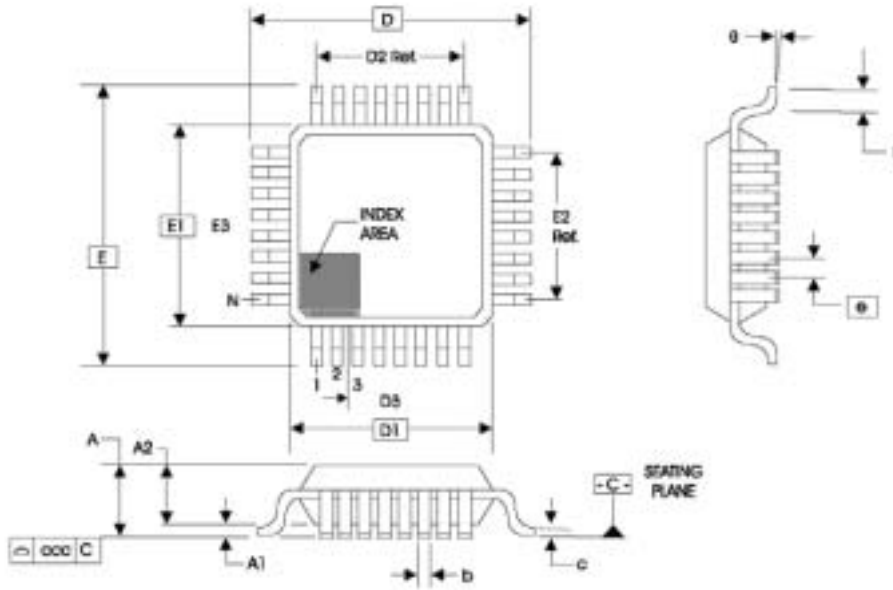 D
D2 Ref.
θ
E1
E3
INDEX
AREA
E2
Ref.
E
N
e
1
2
3
D3
D1
A
A2
-C-
SEATING
PLANE
ccc C
A1
b
c